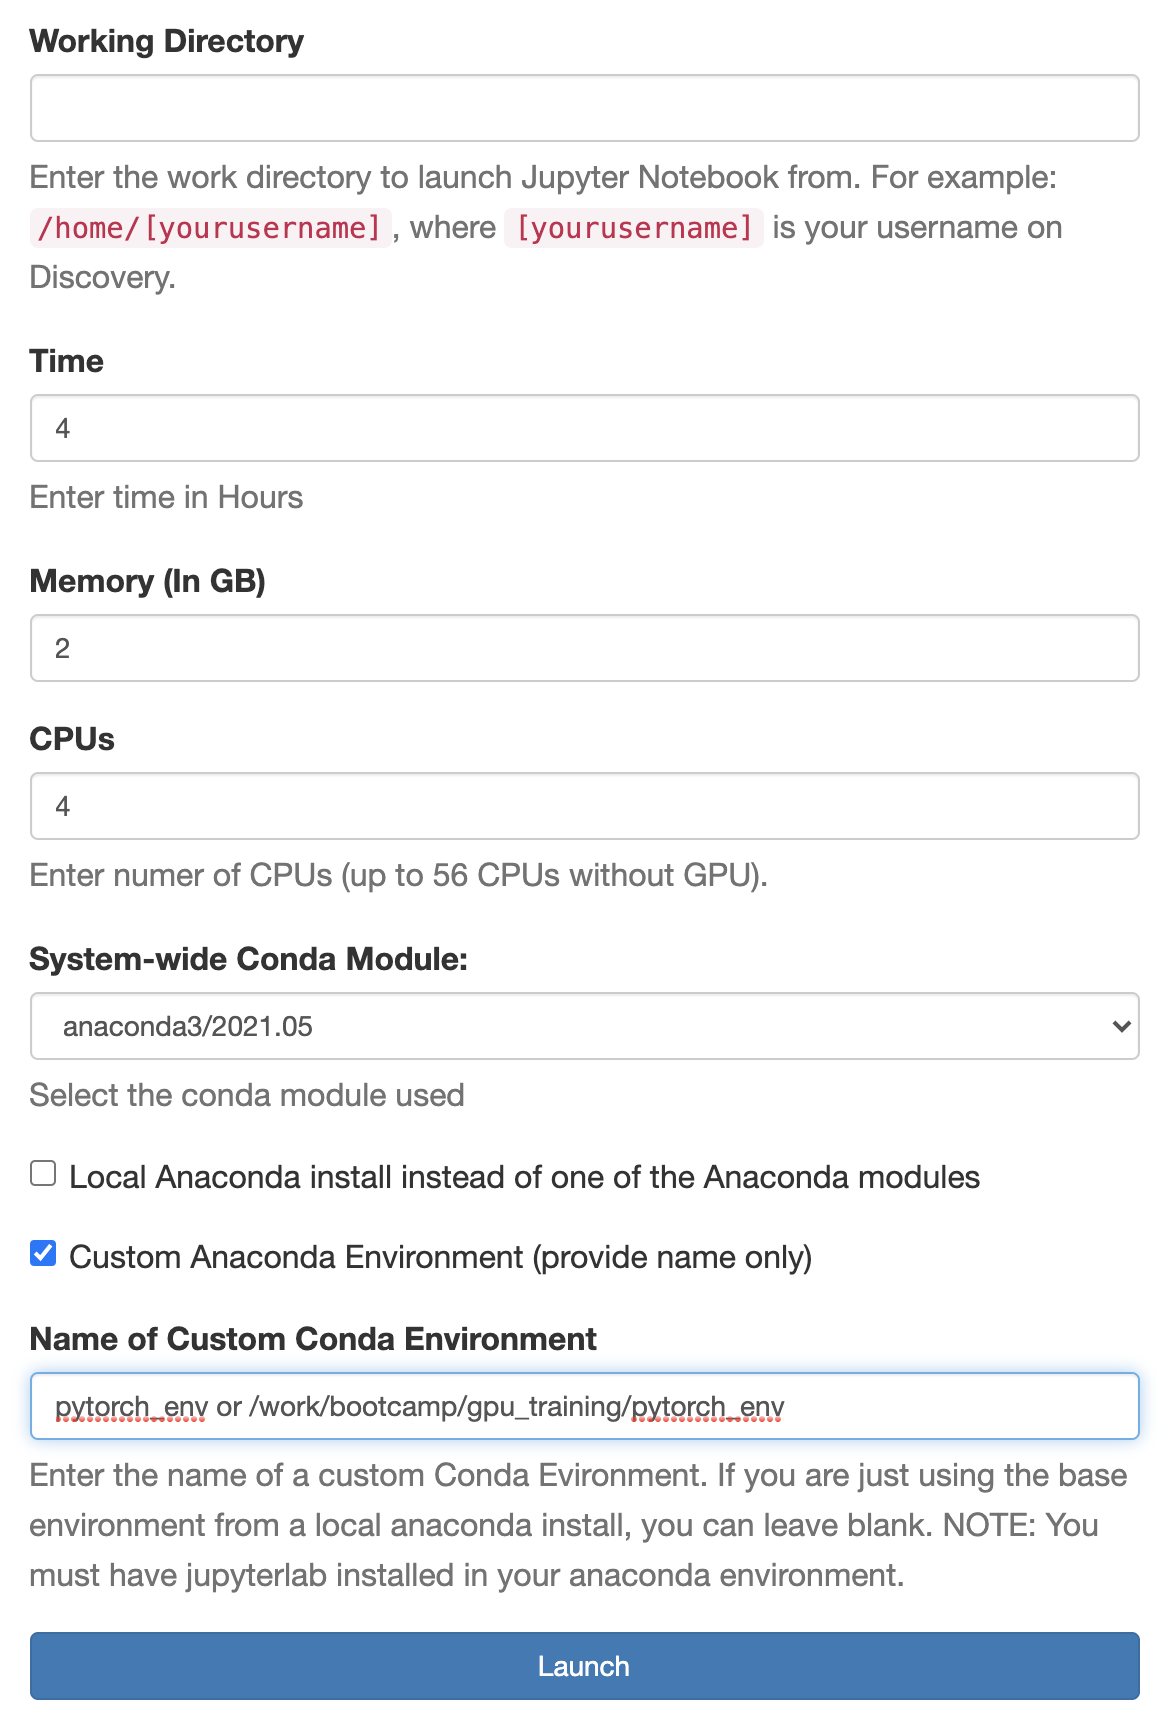 Working Directory
Enter the work directory to launch Jupyter Notebook from. For example:
/home/[yourusername] , where [yourusername] is your username on
Discovery.
Time
4
Enter time in Hours
Memory (In GB)
2
CPUs
4
Enter numer of CPUs (up to 56 CPUs without GPU).
System-wide Conda Module:
anaconda3/2021.05
Select the conda module used
Local Anaconda install instead of one of the Anaconda modules
Custom Anaconda Environment (provide name only)
Name of Custom Conda Environment
pytorch_env or /work/bootcamp/gpu_training/pytorch_env
Enter the name of a custom Conda Evironment. If you are just using the base
environment from a local anaconda install, you can leave blank. NOTE: You
must have jupyterlab installed in your anaconda environment.
Launch